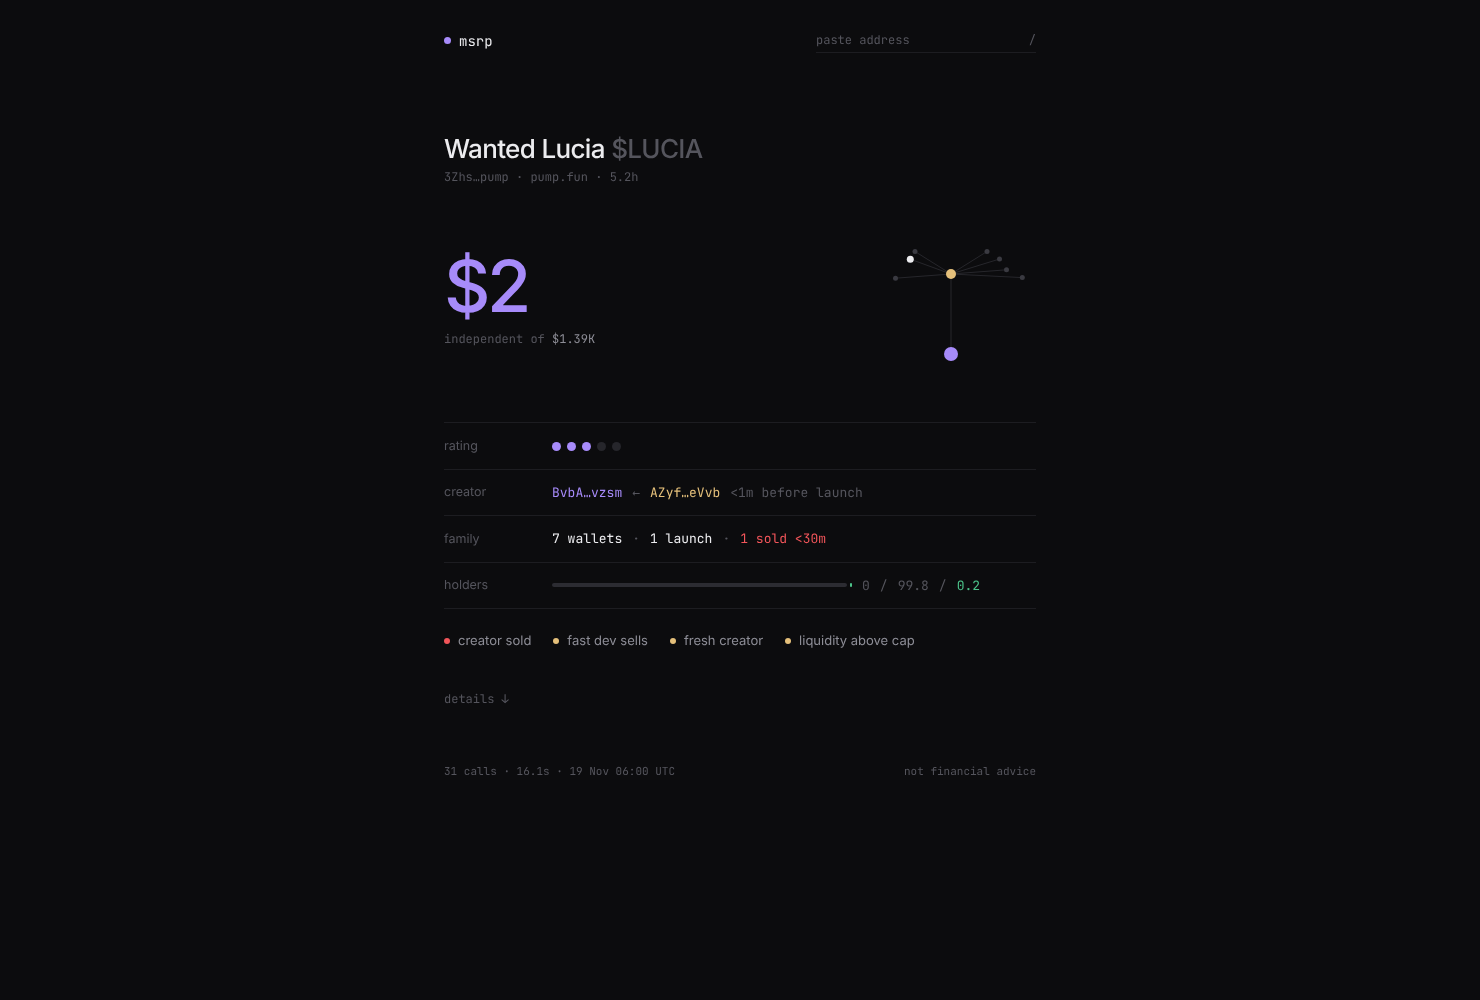 msrp
paste address /
Wanted Lucia $LUCIA
3Zhs…pump · pump.fun · 5.2h
$2
independent of $1.39K
rating
creator BvbA…vzsm ← AZyf…eVvb <1m before launch
family 7 wallets · 1 launch · 1 sold <30m
holders 0 / 99.8 / 0.2
creator sold fast dev sells fresh creator liquidity above cap
details ↓
31 calls · 16.1s · 19 Nov 06:00 UTC not financial advice